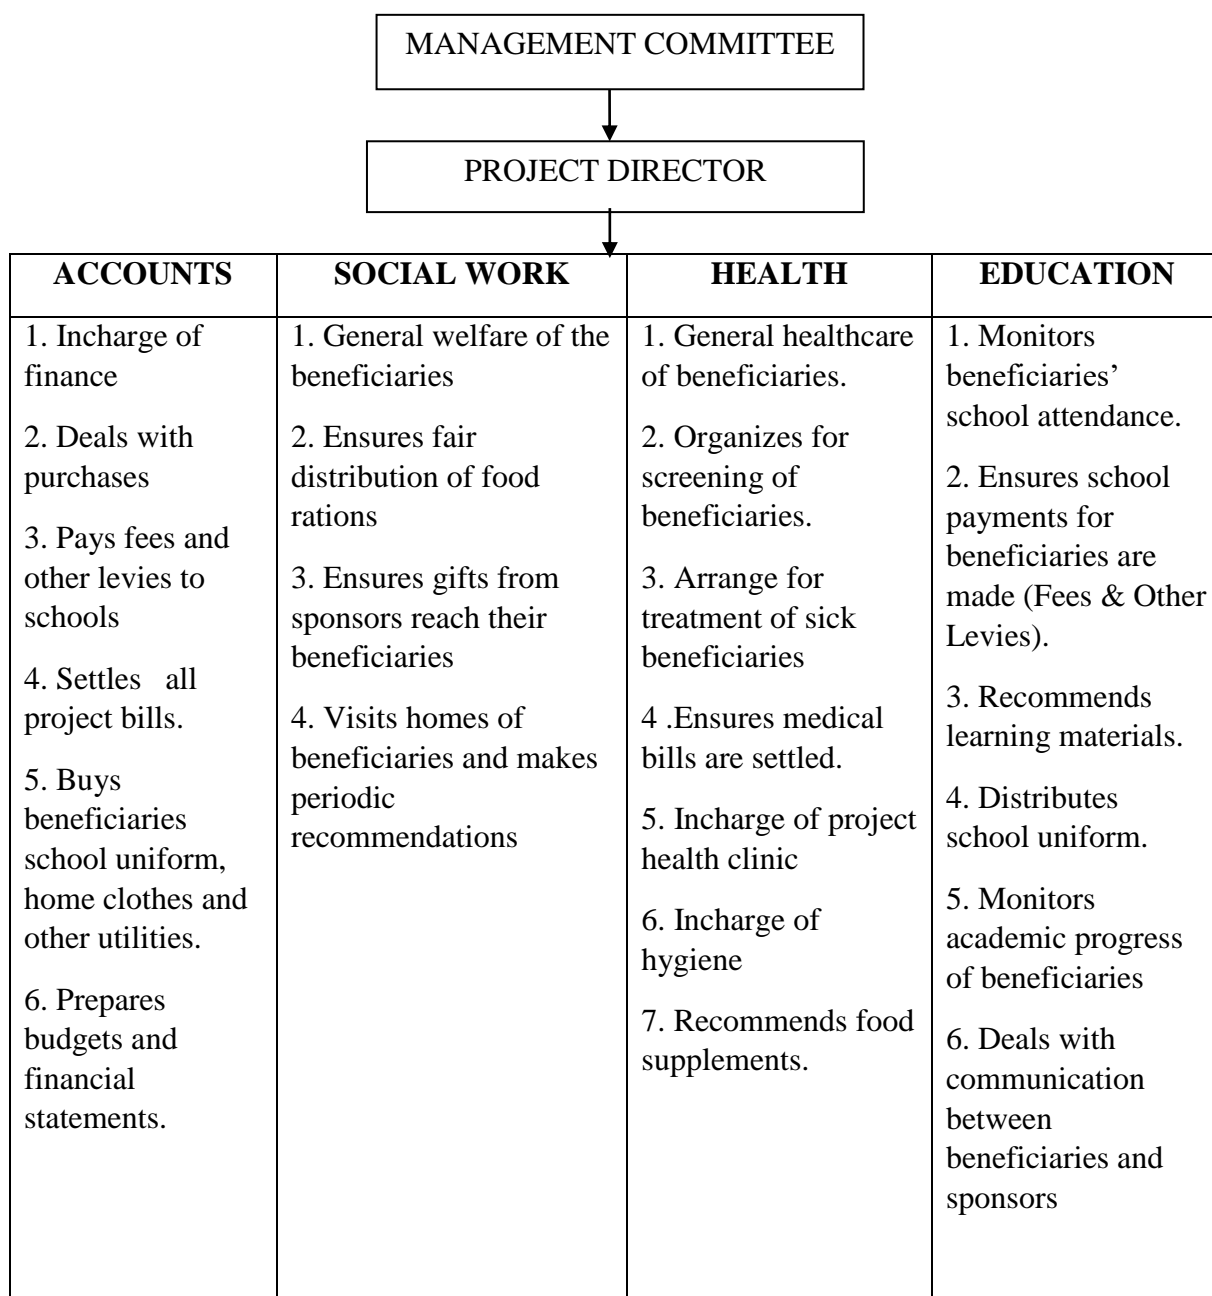 MANAGEMENT COMMITTEE
PROJECT DIRECTOR
ACCOUNTS
1. Incharge of
finance
2. Deals with
purchases
3. Pays fees and
other levies to
schools
4. Settles all
project bills.
5. Buys
beneficiaries
school uniform,
home clothes and
other utilities.
6. Prepares
budgets and
financial
statements.
SOCIAL WORK
1. General welfare of the
beneficiaries
2. Ensures fair
distribution of food
rations
3. Ensures gifts from
sponsors reach their
beneficiaries
4. Visits homes of
beneficiaries and makes
periodic
recommendations
HEALTH
1. General healthcare
of beneficiaries.
2. Organizes for
screening of
beneficiaries.
3. Arrange for
treatment of sick
beneficiaries
4 .Ensures medical
bills are settled.
5. Incharge of project
health clinic
6. Incharge of
hygiene
7. Recommends food
supplements.
EDUCATION
1. Monitors
beneficiaries’
school attendance.
2. Ensures school
payments for
beneficiaries are
made (Fees & Other
Levies).
3. Recommends
learning materials.
4. Distributes
school uniform.
5. Monitors
academic progress
of beneficiaries
6. Deals with
communication
between
beneficiaries and
sponsors